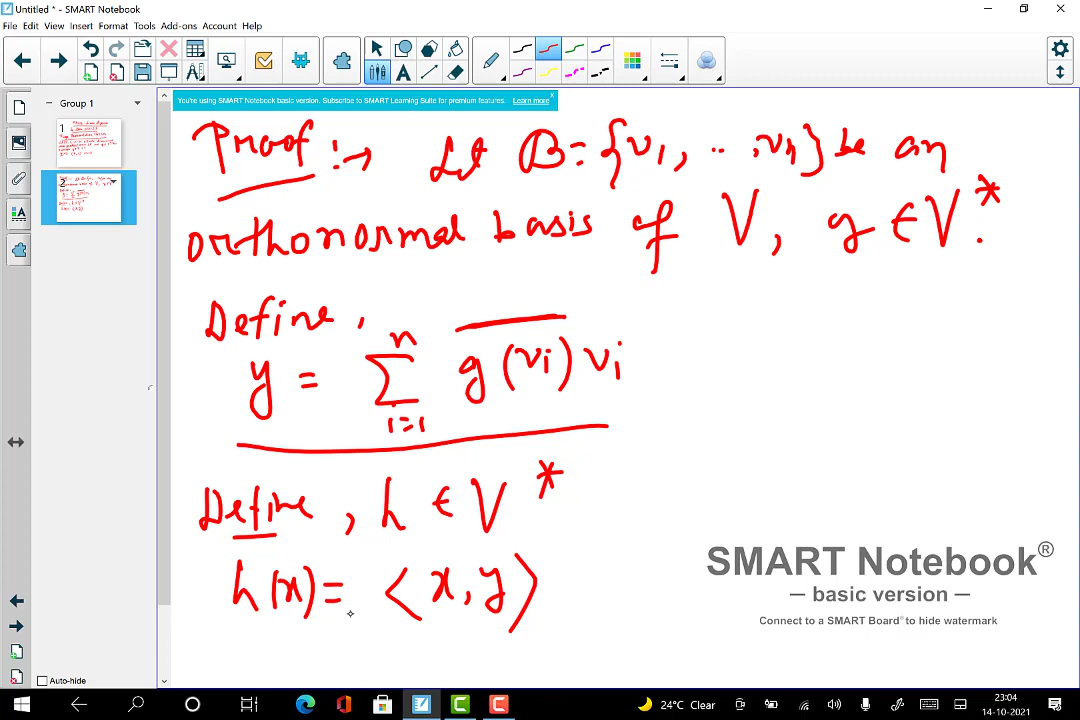 Untitled * - SMART Notebook
File Edit View Insert Format Tools Add-ons Account Help
Group 1
You're using SMART Notebook basic version. Subscribe to SMART Learning Suite for premium features. Learn more
1
2
Proof :→ Let B = {v1, .. ,vn} be an
orthonormal basis of V, g ∈ V*.
Define,
y = ∑ i=1 n \overline{g(vi)} vi
Define, h ∈ V*
h(x) = ⟨x, y⟩
SMART Notebook®
— basic version —
Connect to a SMART Board® to hide watermark
Auto-hide
24°C Clear
23:04
14-10-2021